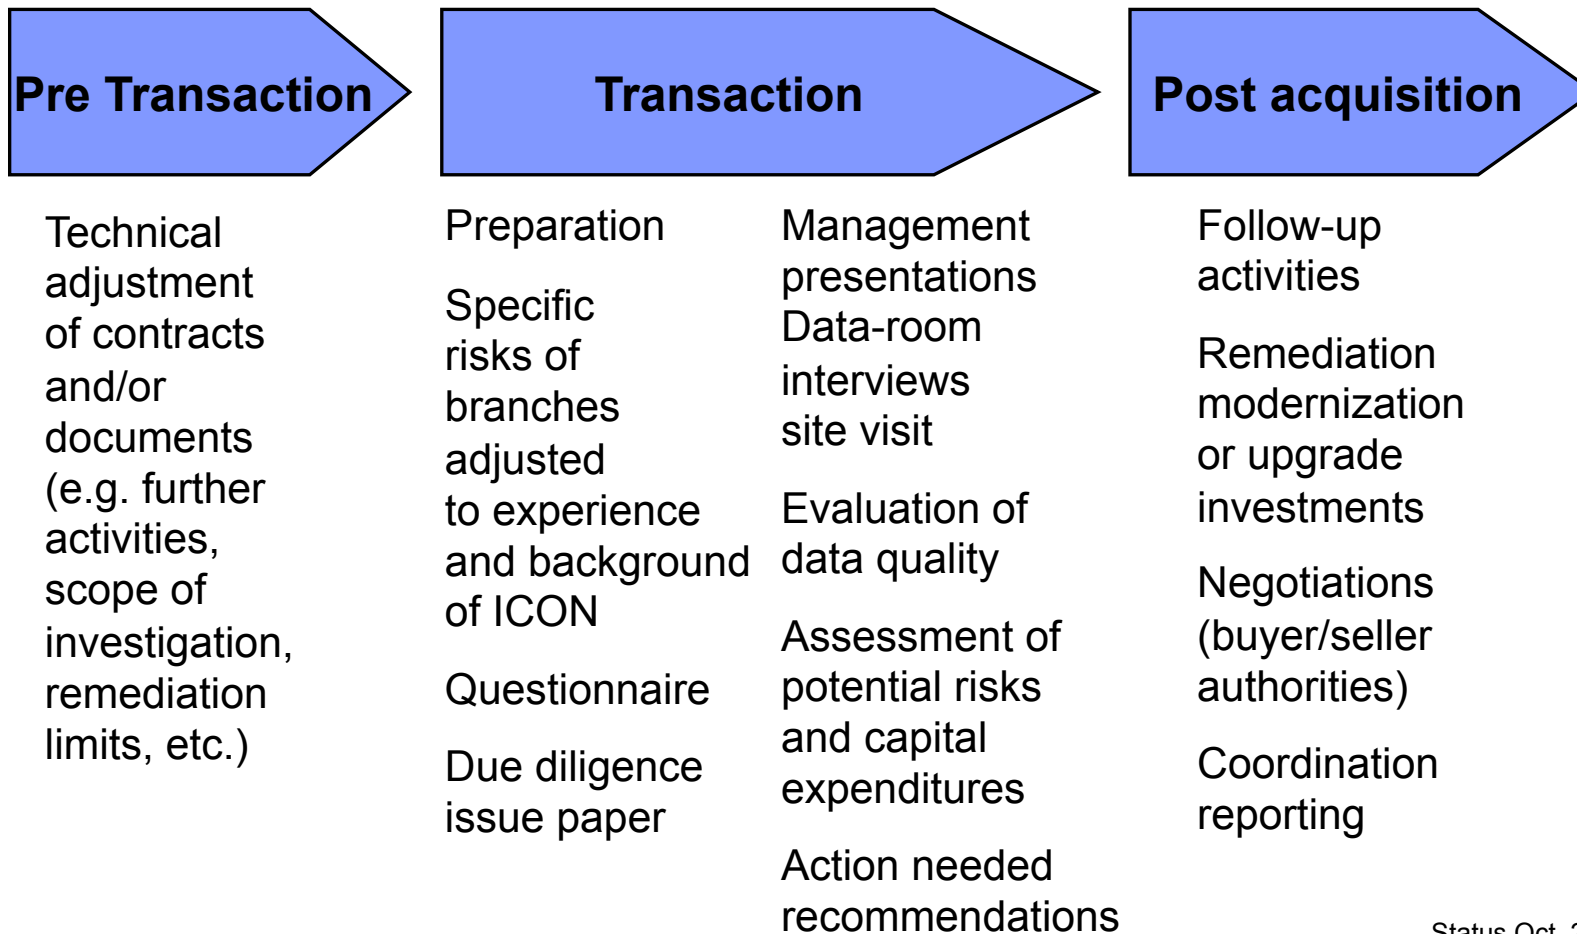 Pre Transaction
Transaction
Post acquisition
Technical
adjustment
of contracts
and/or
documents
(e.g. further
activities,
scope of
investigation,
remediation
limits, etc.)
Preparation
Specific
risks of
branches
adjusted
to experience
and background
of ICON
Questionnaire
Due diligence
issue paper
Management
presentations
Data-room
interviews
site visit
Evaluation of
data quality
Assessment of
potential risks
and capital
expenditures
Action needed
recommendations
Follow-up
activities
Remediation
modernization
or upgrade
investments
Negotiations
(buyer/seller
authorities)
Coordination
reporting
Status Oct.